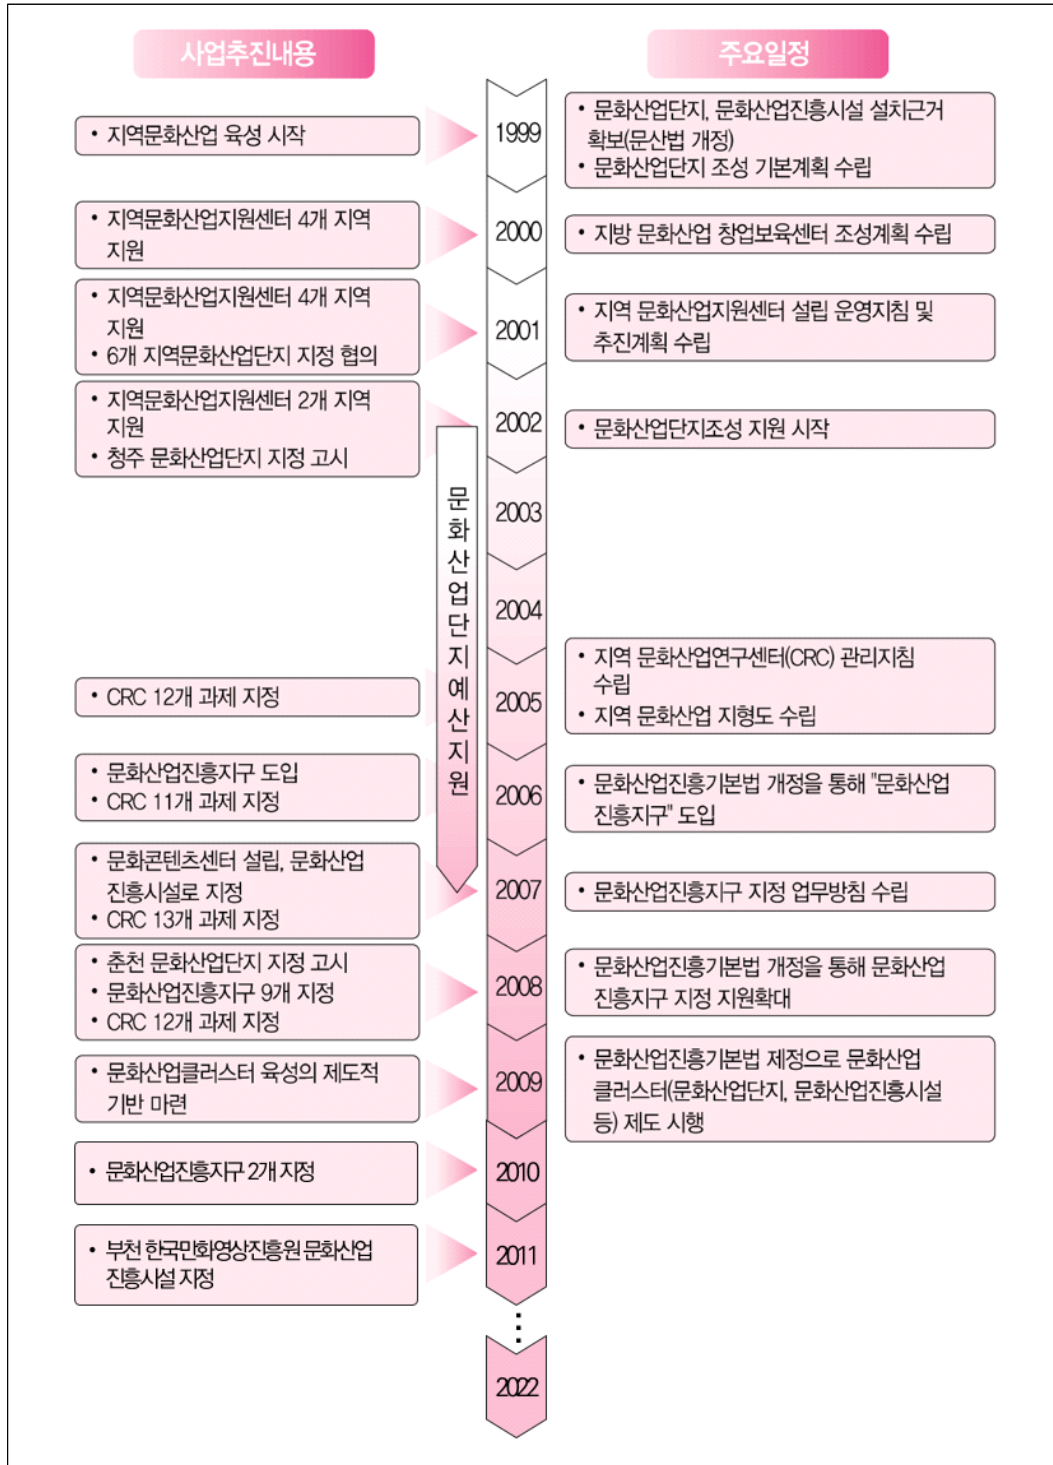 사업추진내용
주요일정
• 지역문화산업 육성 시작
1999
• 문화산업단지, 문화산업진흥시설 설치근거
확보(문산법 개정)
• 문화산업단지 조성 기본계획 수립
• 지역문화산업지원센터 4개 지역
지원
2000
• 지방 문화산업 창업보육센터 조성계획 수립
• 지역문화산업지원센터 4개 지역
지원
• 6개 지역문화산업단지 지정 협의
2001
• 지역 문화산업지원센터 설립 운영지침 및
추진계획 수립
• 지역문화산업지원센터 2개 지역
지원
• 청주 문화산업단지 지정 고시
2002
• 문화산업단지조성 지원 시작
문화산업단지예산지원
2003
2004
• CRC 12개 과제 지정
2005
• 지역 문화산업연구센터(CRC) 관리지침
수립
• 지역 문화산업 지형도 수립
• 문화산업진흥지구 도입
• CRC 11개 과제 지정
2006
• 문화산업진흥기본법 개정을 통해 "문화산업
진흥지구" 도입
• 문화콘텐츠센터 설립, 문화산업
진흥시설로 지정
• CRC 13개 과제 지정
2007
• 문화산업진흥지구 지정 업무방침 수립
• 춘천 문화산업단지 지정 고시
• 문화산업진흥지구 9개 지정
• CRC 12개 과제 지정
2008
• 문화산업진흥기본법 개정을 통해 문화산업
진흥지구 지정 지원확대
• 문화산업클러스터 육성의 제도적
기반 마련
2009
• 문화산업진흥기본법 제정으로 문화산업
클러스터(문화산업단지, 문화산업진흥시설
등) 제도 시행
• 문화산업진흥지구 2개 지정
2010
• 부천 한국만화영상진흥원 문화산업
진흥시설 지정
2011
⋮
2022